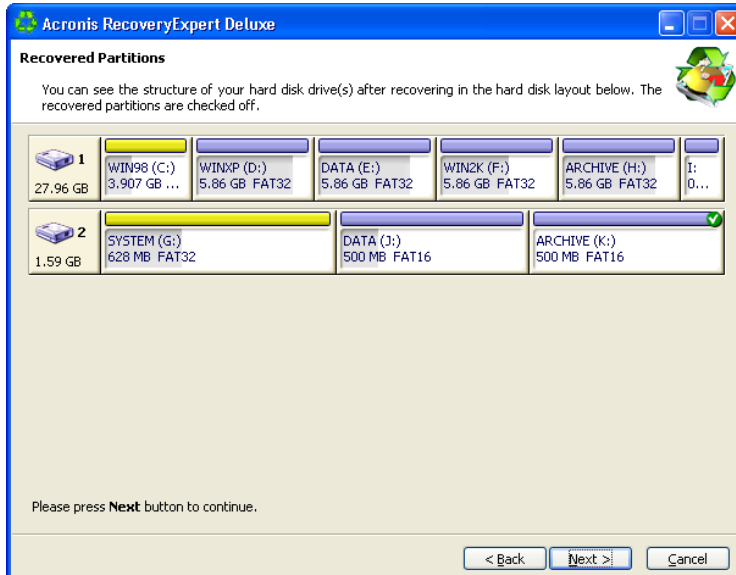 Acronis RecoveryExpert Deluxe
Recovered Partitions
You can see the structure of your hard disk drive(s) after recovering in the hard disk layout below. The
recovered partitions are checked off.
1
27.96 GB
WIN98 (C:)
3.907 GB ...
WINXP (D:)
5.86 GB FAT32
DATA (E:)
5.86 GB FAT32
WIN2K (F:)
5.86 GB FAT32
ARCHIVE (H:)
5.86 GB FAT32
I:
0...
2
1.59 GB
SYSTEM (G:)
628 MB FAT32
DATA (J:)
500 MB FAT16
ARCHIVE (K:)
500 MB FAT16
Please press Next button to continue.
< Back
Next >
Cancel